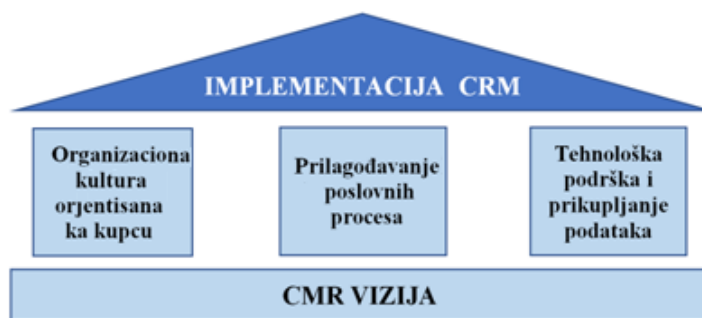 IMPLEMENTACIJA CRM
Organizaciona
kultura
orjentisana
ka kupcu
Prilagođavanje
poslovnih
procesa
Tehnološka
podrška i
prikupljanje
podataka
CMR VIZIJA